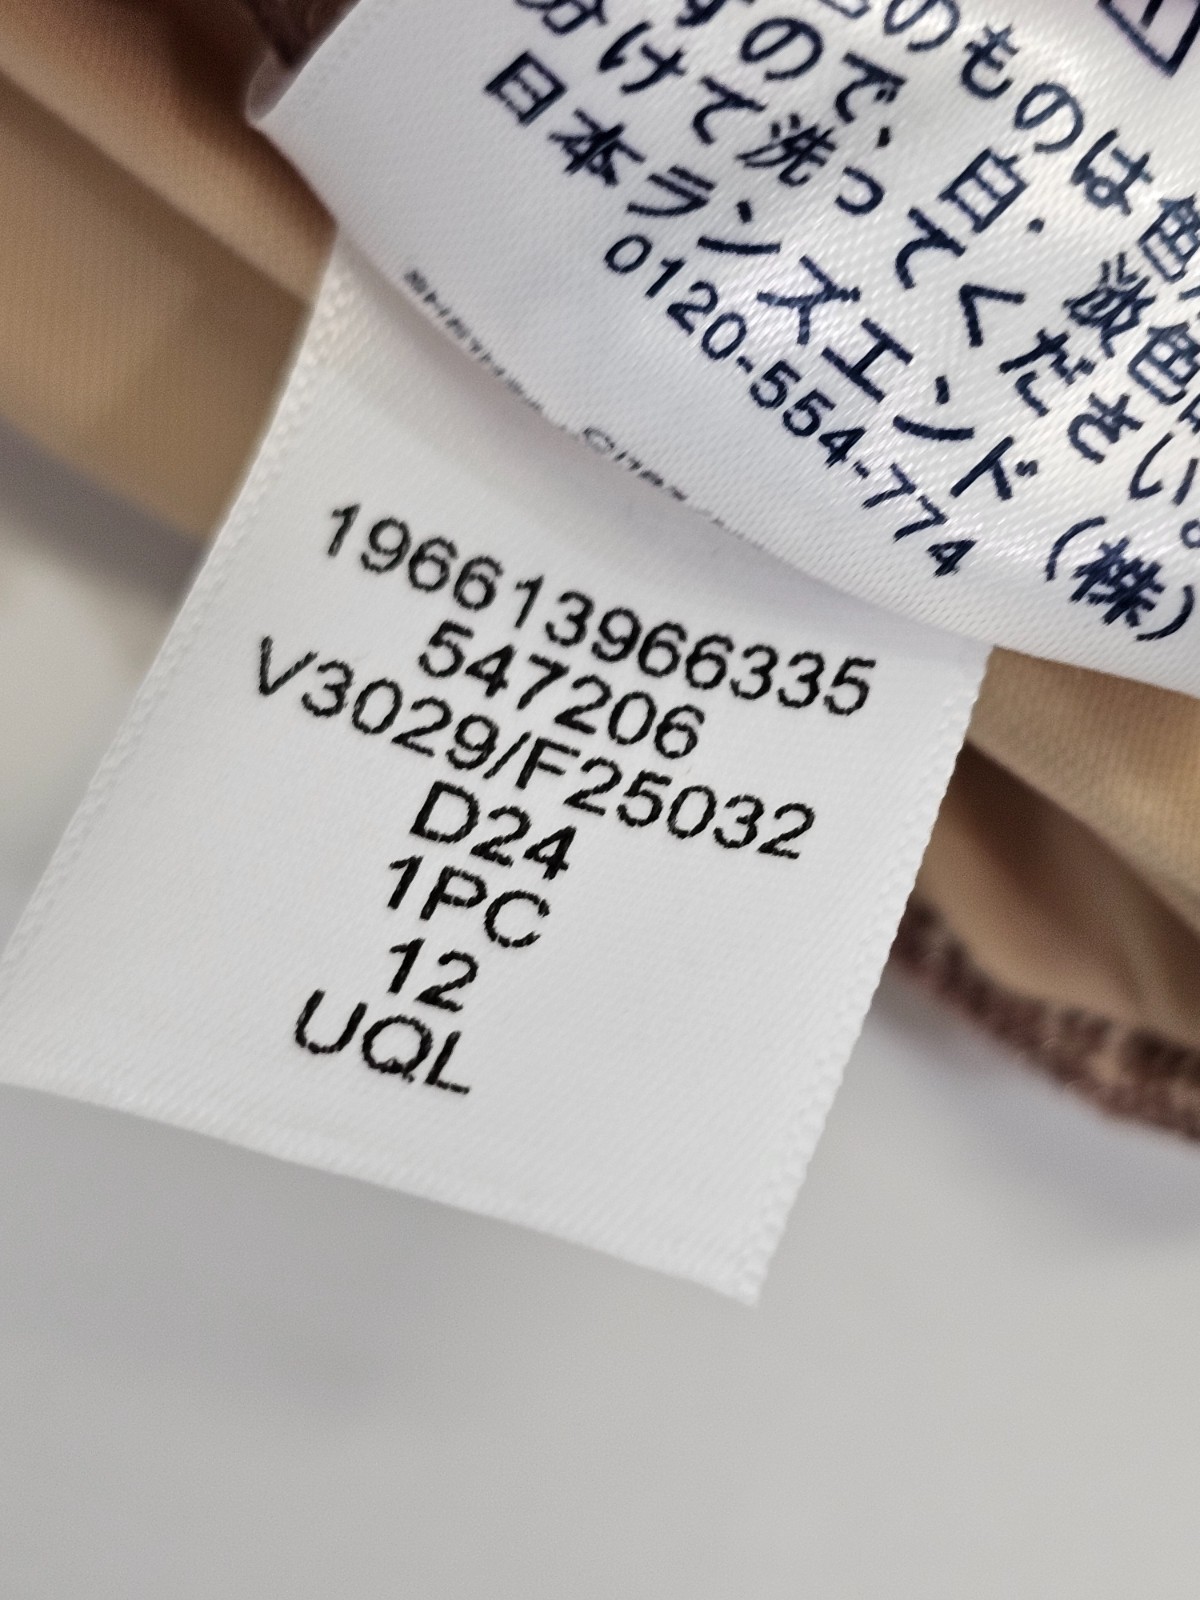 色のものは色
すので、白・淡色
分けて洗ってください。
日本ランズエンド（株）
0120-554-774
196613966335
547206
V3029/F25032
D24
1PC
12
UQL